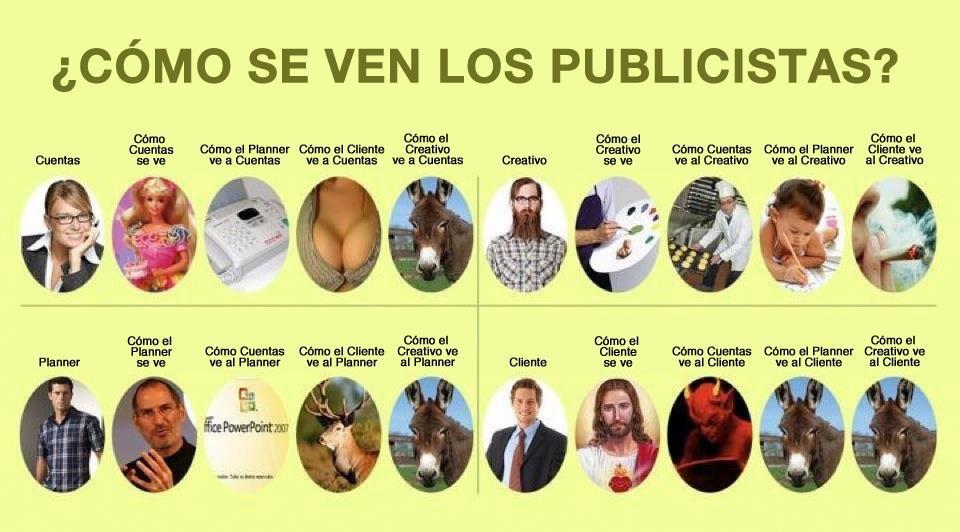 ¿CÓMO SE VEN LOS PUBLICISTAS?
Cuentas
Cómo
Cuentas
se ve
Cómo el Planner
ve a Cuentas
Cómo el Cliente
ve a Cuentas
Cómo el
Creativo
ve a Cuentas
Creativo
Cómo el
Creativo
se ve
Cómo Cuentas
ve al Creativo
Cómo el Planner
ve al Creativo
Cómo el
Cliente ve
al Creativo
Planner
Cómo el
Planner
se ve
Cómo Cuentas
ve al Planner
ffice PowerPoint 2007
Cómo el Cliente
ve al Planner
Cómo el
Creativo ve
al Planner
Cliente
Cómo el
Cliente
se ve
Cómo Cuentas
ve al Cliente
Cómo el Planner
ve al Cliente
Cómo el
Creativo ve
al Cliente